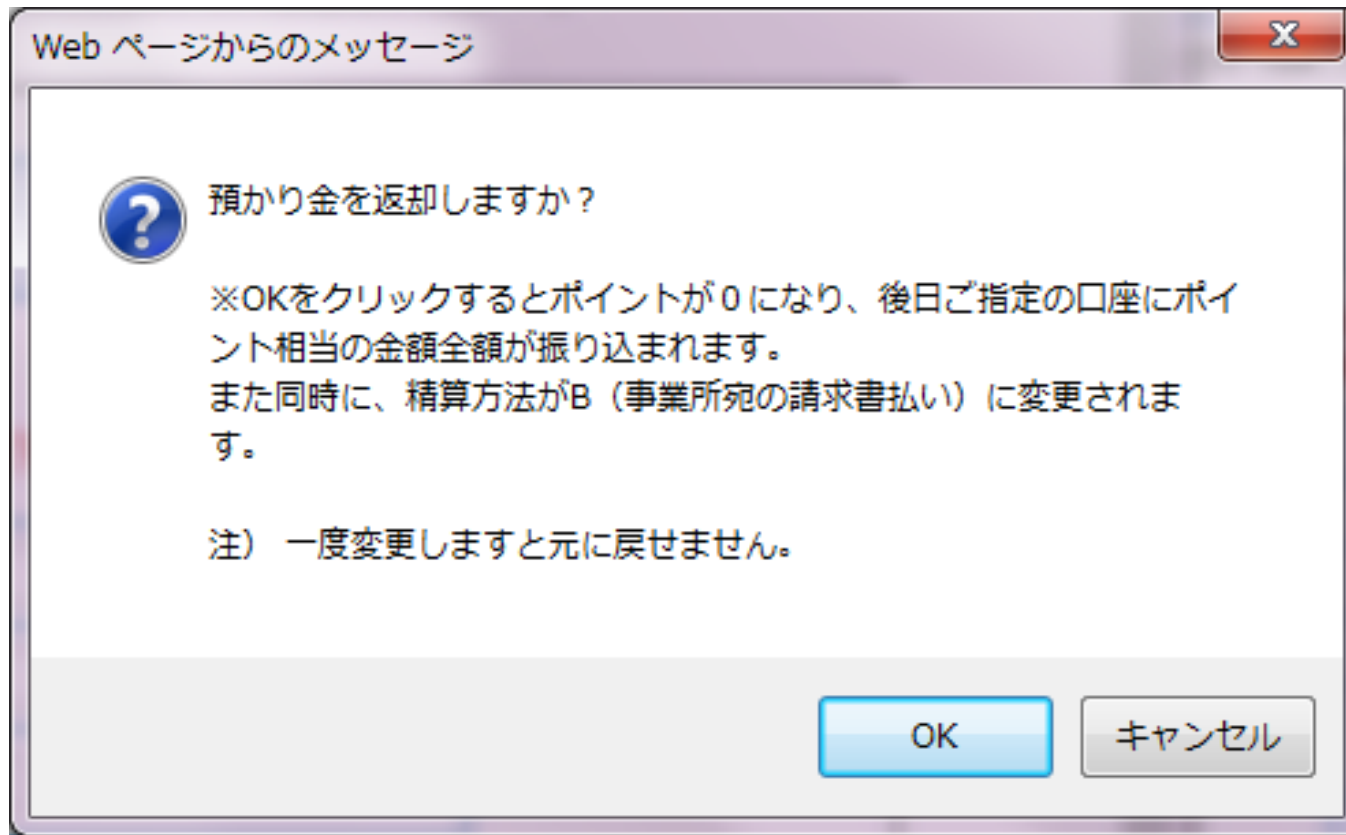 Web ページからのメッセージ
預かり金を返却しますか？
※OKをクリックするとポイントが０になり、後日ご指定の口座にポイ
ント相当の金額全額が振り込まれます。
また同時に、精算方法がB（事業所宛の請求書払い）に変更されま
す。
注） 一度変更しますと元に戻せません。
OK
キャンセル